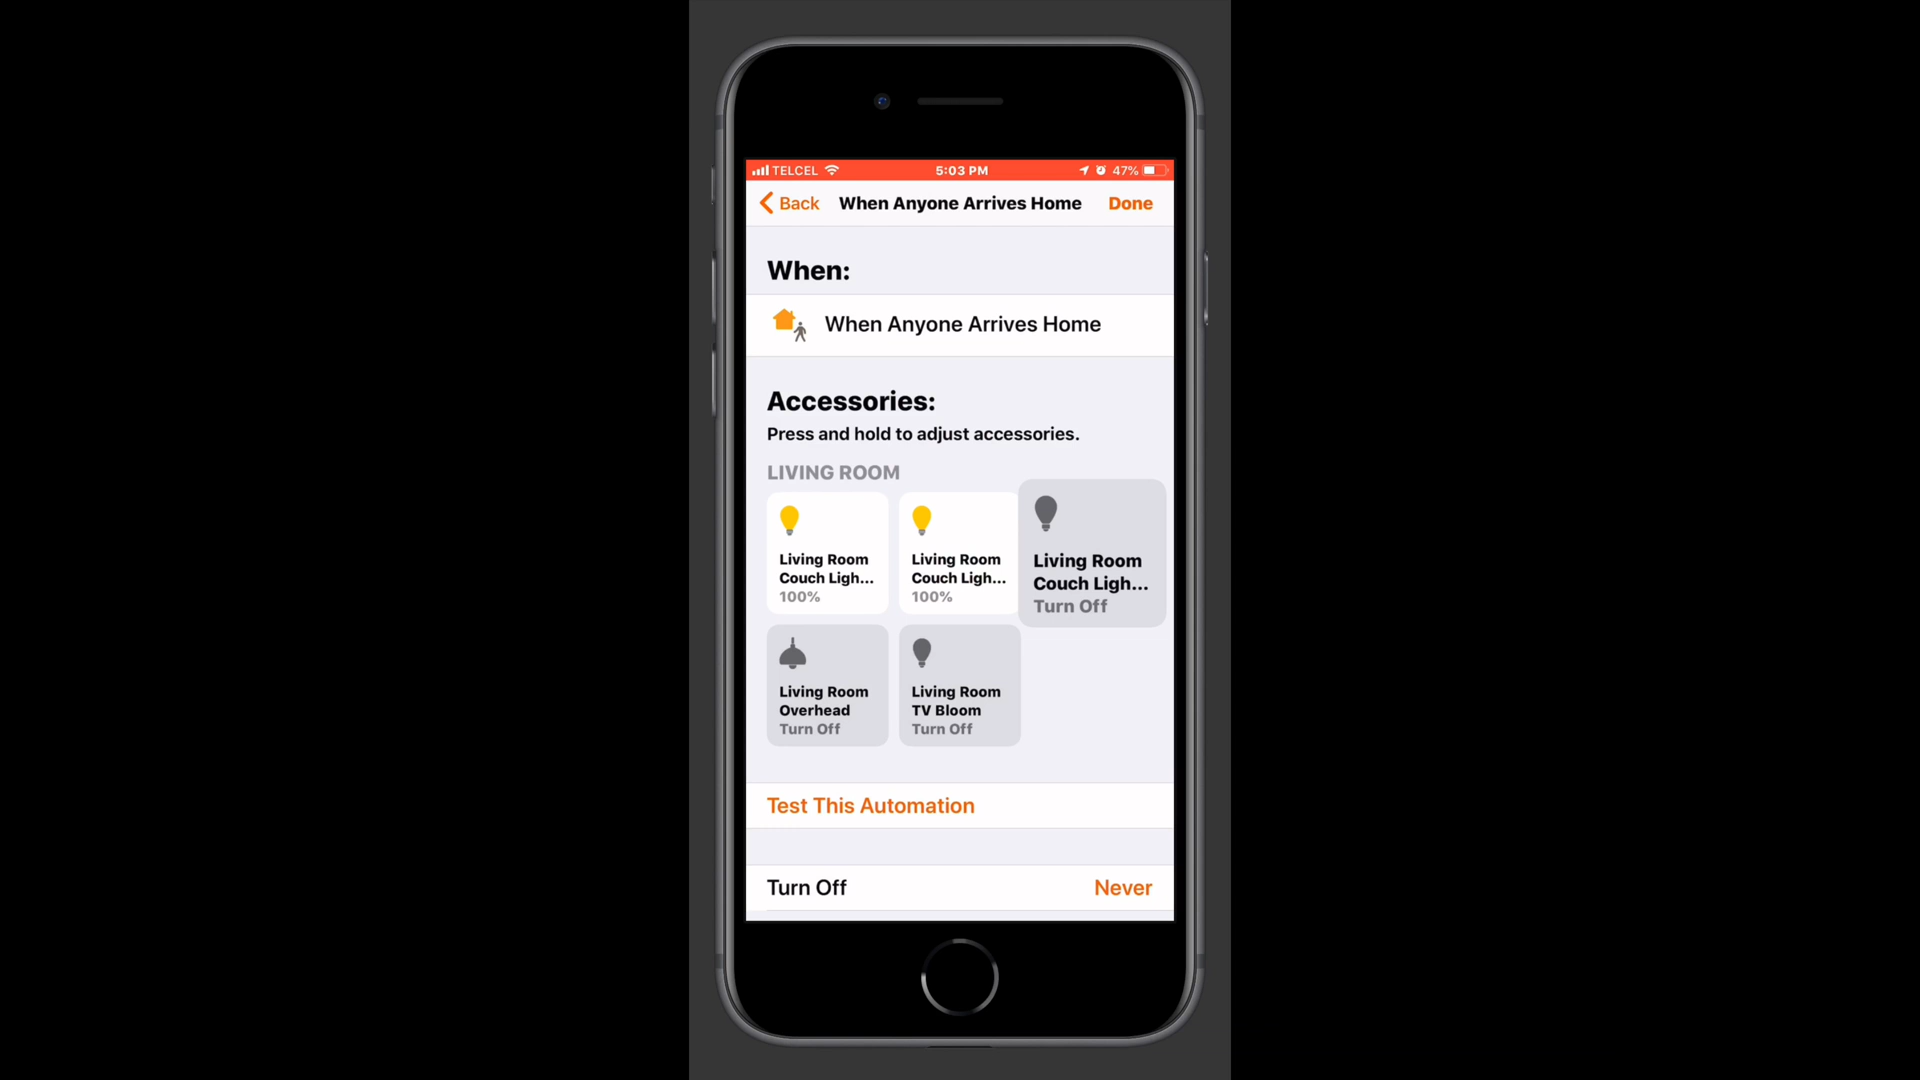 TELCEL 5:03 PM 47%
Back When Anyone Arrives Home Done
When:
When Anyone Arrives Home
Accessories:
Press and hold to adjust accessories.
LIVING ROOM
Living Room
Couch Ligh...
100%
Living Room
Couch Ligh...
100%
Living Room
Couch Ligh...
Turn Off
Living Room
Overhead
Turn Off
Living Room
TV Bloom
Turn Off
Test This Automation
Turn Off Never